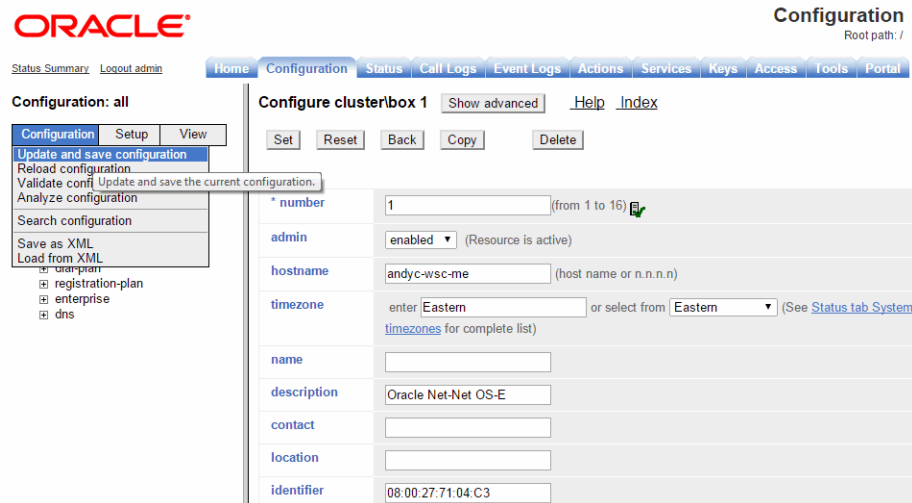 ORACLE
Configuration
Root path: /
Status Summary Logout admin
Home Configuration Status Call Logs Event Logs Actions Services Keys Access Tools Portal
Configuration: all
Configure cluster\box 1 Show advanced Help Index
Configuration Setup View
Set Reset Back Copy Delete
Update and save configuration
Reload configuration
Validate confi
Update and save the current configuration.
Analyze configuration
Search configuration
Save as XML
Load from XML
dial-plan
registration-plan
enterprise
dns
* number 1 (from 1 to 16)
admin enabled (Resource is active)
hostname andyc-wsc-me (host name or n.n.n.n)
timezone enter Eastern or select from Eastern (See Status tab System
timezones for complete list)
name
description Oracle Net-Net OS-E
contact
location
identifier 08:00:27:71:04:C3